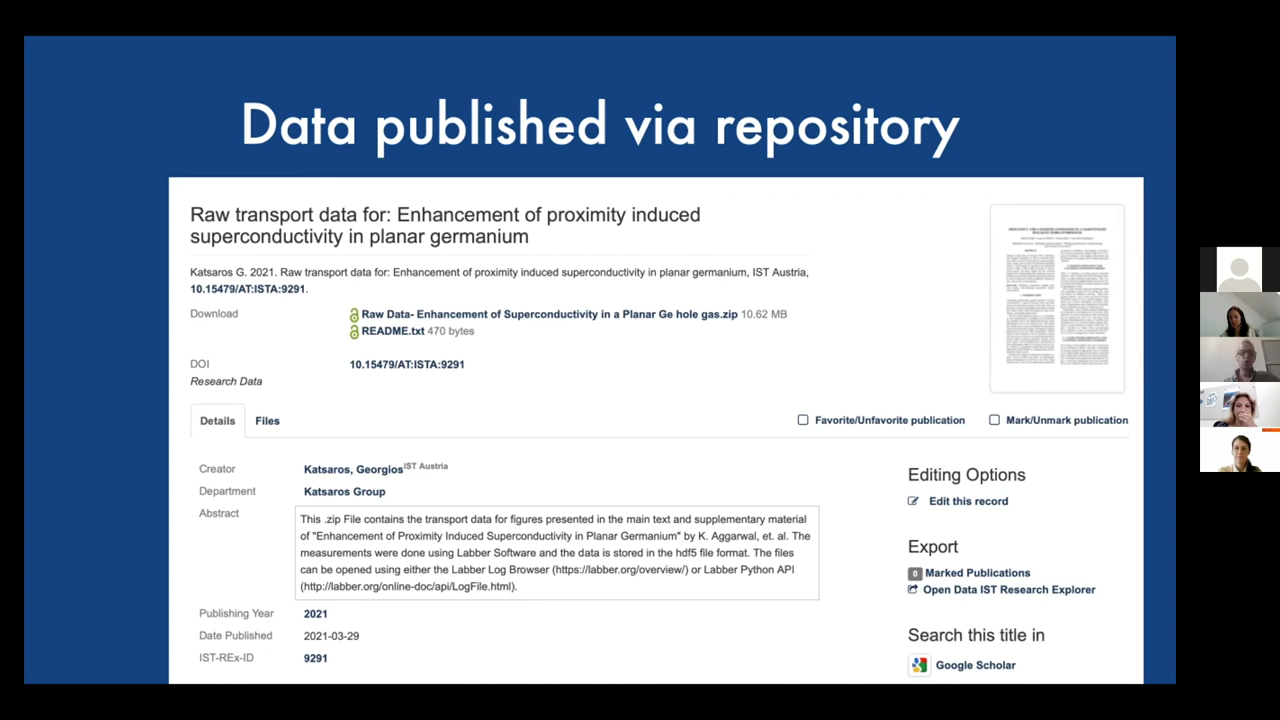 Data published via repository
Raw transport data for: Enhancement of proximity induced
superconductivity in planar germanium
Katsaros G. 2021. Raw transport data for: Enhancement of proximity induced superconductivity in planar germanium, IST Austria,
10.15479/AT:ISTA:9291.
Download
Raw Data- Enhancement of Superconductivity in a Planar Ge hole gas.zip 10.62 MB
README.txt 470 bytes
DOI 10.15479/AT:ISTA:9291
Research Data
Details Files Favorite/Unfavorite publication Mark/Unmark publication
Creator Katsaros, Georgios IST Austria
Department Katsaros Group
Abstract
This .zip File contains the transport data for figures presented in the main text and supplementary material
of "Enhancement of Proximity Induced Superconductivity in Planar Germanium" by K. Aggarwal, et. al. The
measurements were done using Labber Software and the data is stored in the hdf5 file format. The files
can be opened using either the Labber Log Browser (https://labber.org/overview/) or Labber Python API
(http://labber.org/online-doc/api/LogFile.html).
Publishing Year 2021
Date Published 2021-03-29
IST-REx-ID 9291
Editing Options
Edit this record
Export
0 Marked Publications
Open Data IST Research Explorer
Search this title in
Google Scholar